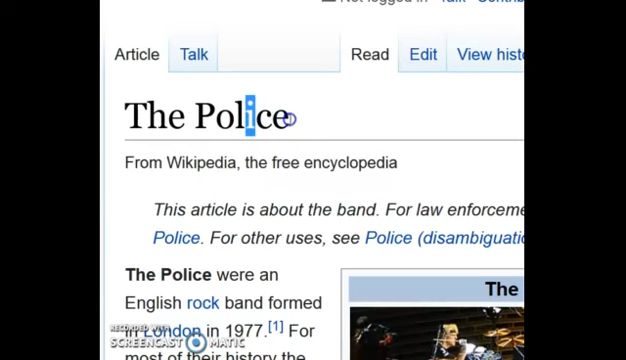 Not logged in Talk Contrib
Article Talk Read Edit View histo
The Police
From Wikipedia, the free encyclopedia
This article is about the band. For law enforceme
Police. For other uses, see Police (disambiguatio
The Police were an
English rock band formed
in London in 1977.[1] For
most of their history the
The
RECORDED WITH
SCREENCAST MATIC